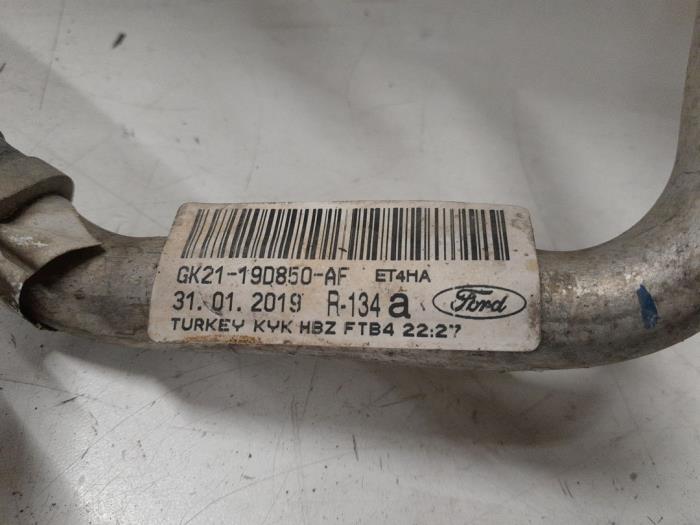 GK21-19D850-AF ET4HA
31.01.2019 R-134a Ford
TURKEY KYK HBZ FTB4 22:27